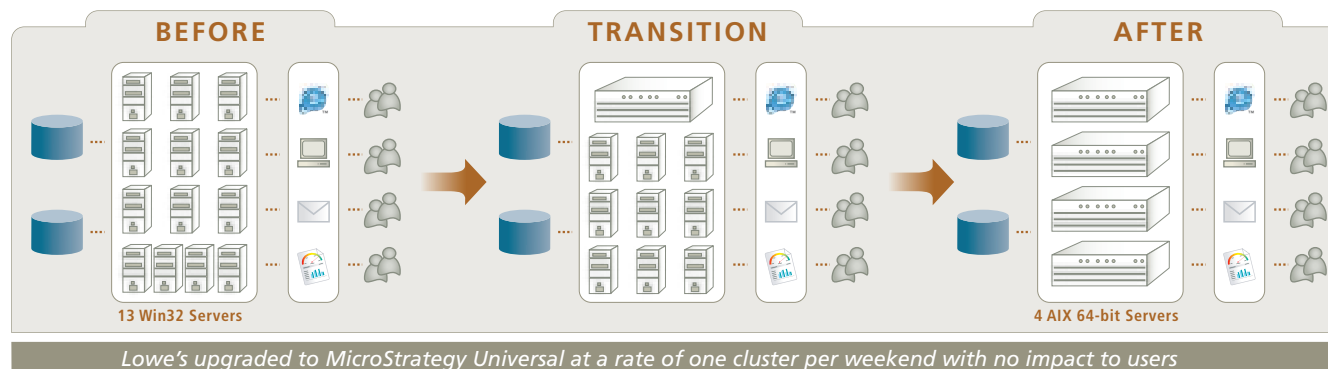 BEFORE
TRANSITION
AFTER
13 Win32 Servers
4 AIX 64-bit Servers
Lowe's upgraded to MicroStrategy Universal at a rate of one cluster per weekend with no impact to users